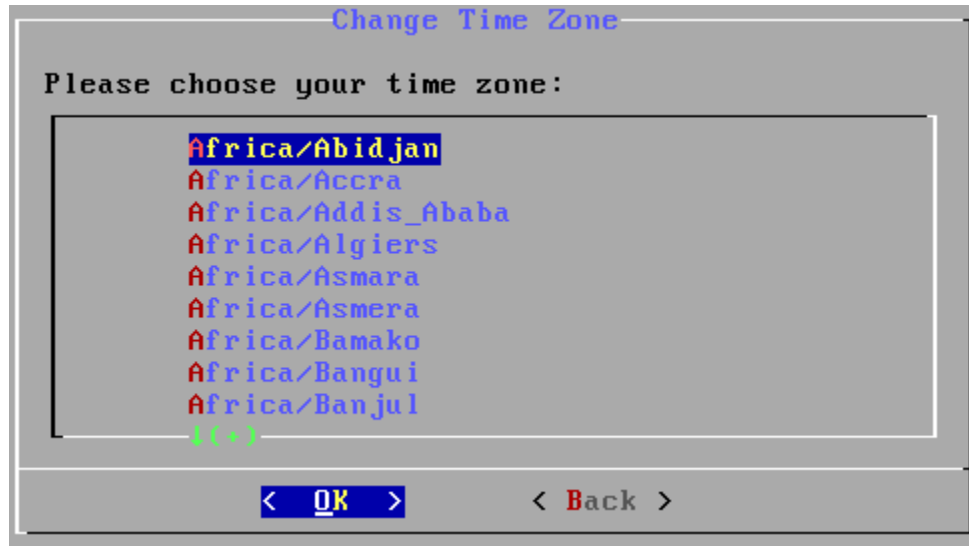 Change Time Zone
Please choose your time zone:
Africa/Abidjan
Africa/Accra
Africa/Addis_Ababa
Africa/Algiers
Africa/Asmara
Africa/Asmera
Africa/Bamako
Africa/Bangui
Africa/Banjul
↓(+)
< OK > < Back >